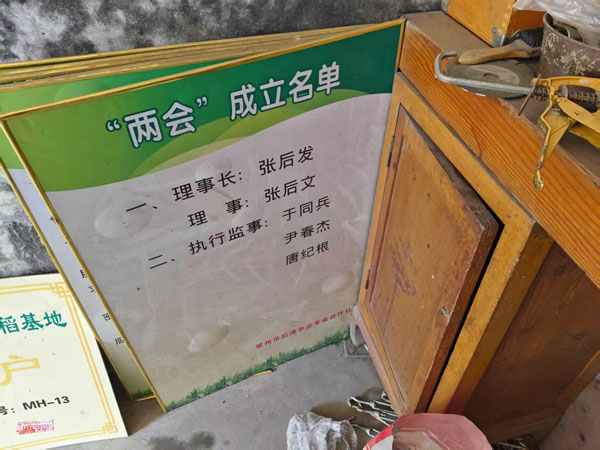 “两会”成立名单
一、理事长：张后发
理 事：张后文
二、执行监事：于同兵
尹春杰
唐纪根
稻基地
户
号：MH-13